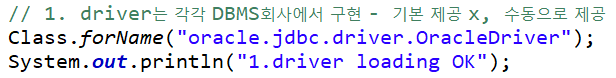 // 1. driver는 각각 DBMS회사에서 구현 - 기본 제공 x, 수동으로 제공
Class.forName("oracle.jdbc.driver.OracleDriver");
System.out.println("1.driver loading OK");